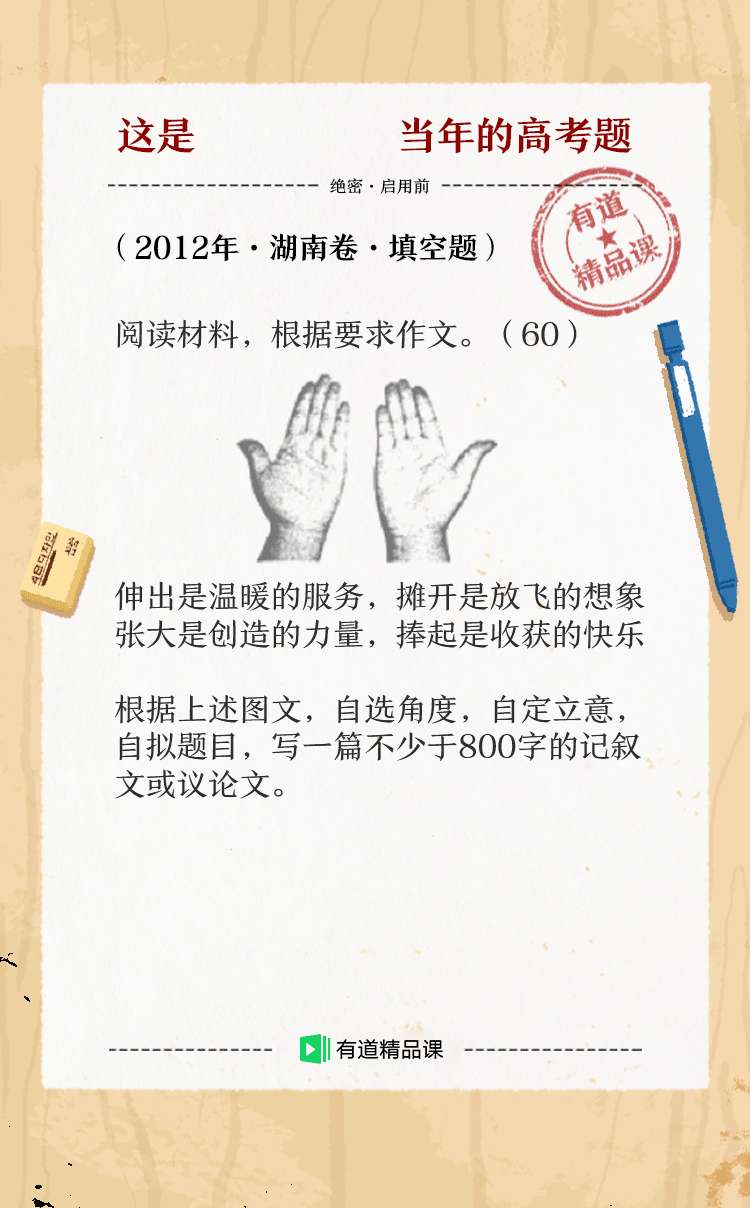 这是 当年的高考题
绝密·启用前
有道
精品课
（2012年·湖南卷·填空题）
阅读材料，根据要求作文。（60）
伸出是温暖的服务，摊开是放飞的想象
张大是创造的力量，捧起是收获的快乐
根据上述图文，自选角度，自定立意，
自拟题目，写一篇不少于800字的记叙
文或议论文。
有道精品课